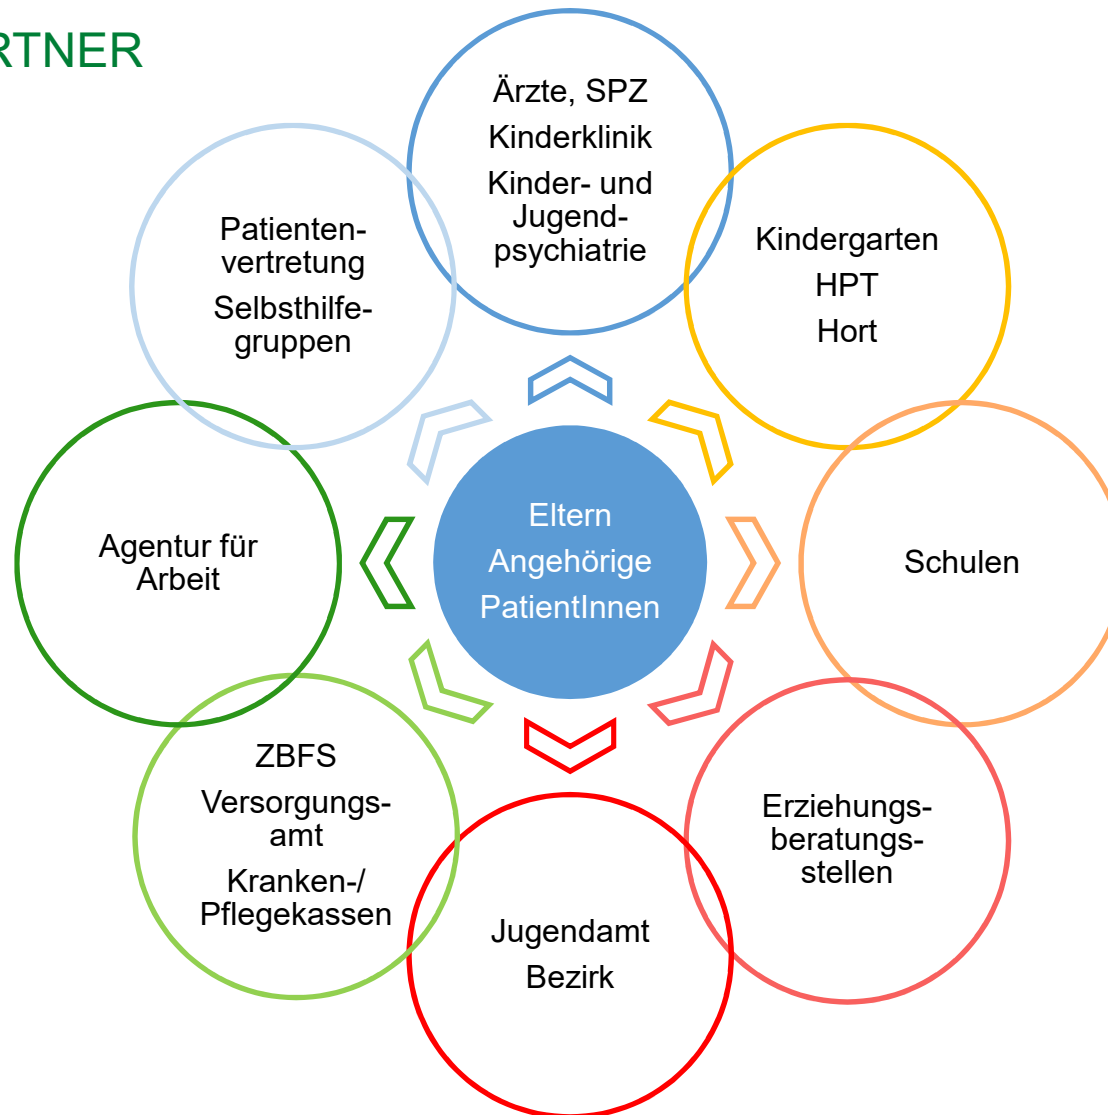 RTNER
Ärzte, SPZ
Kinderklinik
Kinder- und
Jugend-
psychiatrie
Kindergarten
HPT
Hort
Schulen
Erziehungs-
beratungs-
stellen
Jugendamt
Bezirk
ZBFS
Versorgungs-
amt
Kranken-/
Pflegekassen
Agentur für
Arbeit
Patienten-
vertretung
Selbsthilfe-
gruppen
Eltern
Angehörige
PatientInnen